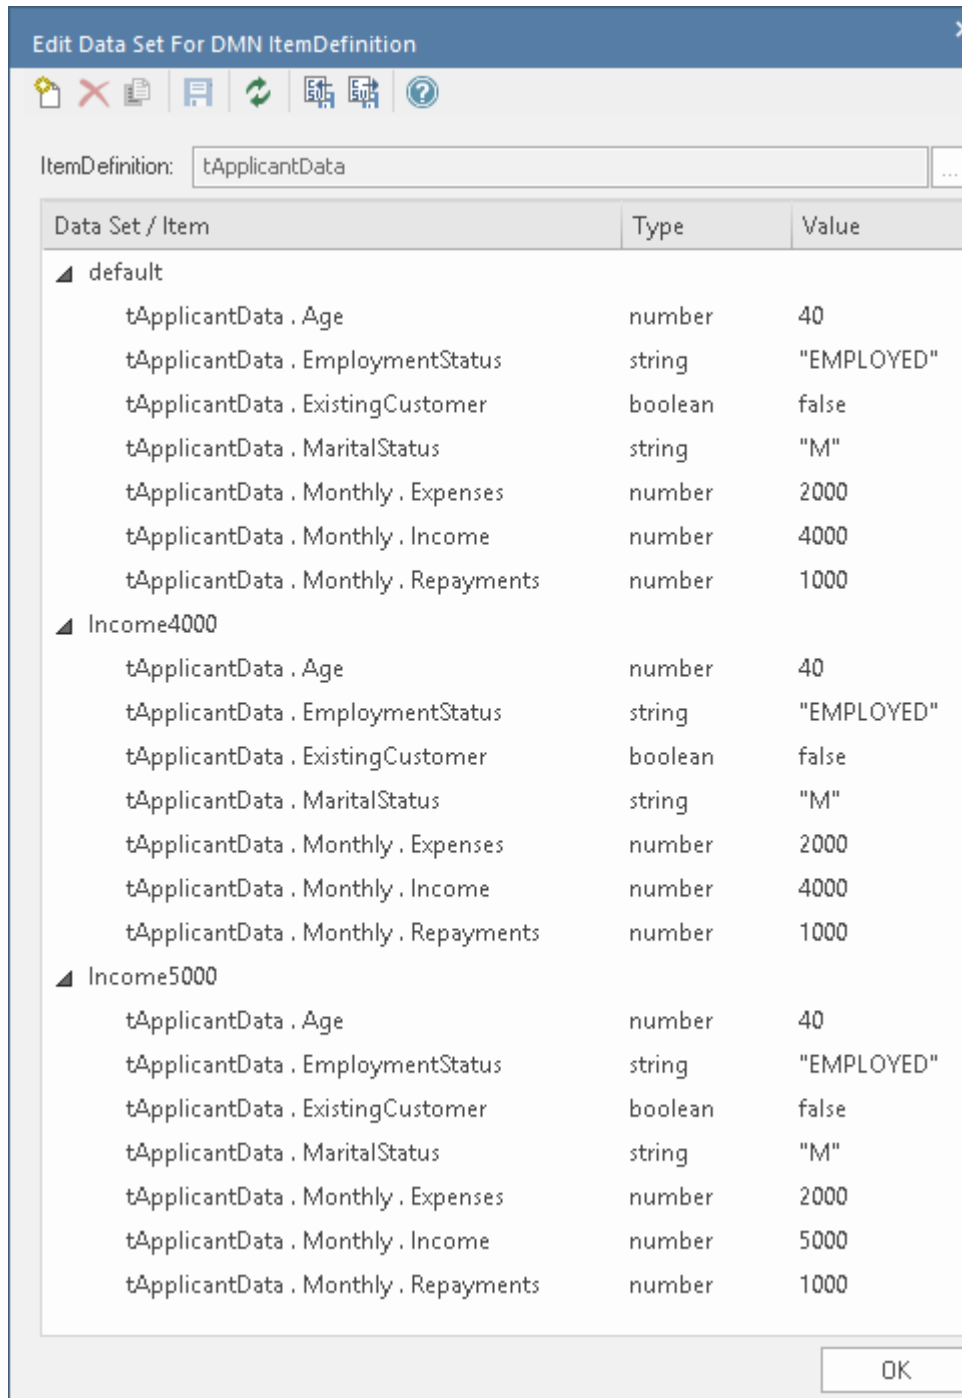 Edit Data Set For DMN ItemDefinition
ItemDefinition: tApplicantData ...
Data Set / Item Type Value
default
tApplicantData . Age number 40
tApplicantData . EmploymentStatus string "EMPLOYED"
tApplicantData . ExistingCustomer boolean false
tApplicantData . MaritalStatus string "M"
tApplicantData . Monthly . Expenses number 2000
tApplicantData . Monthly . Income number 4000
tApplicantData . Monthly . Repayments number 1000
Income4000
tApplicantData . Age number 40
tApplicantData . EmploymentStatus string "EMPLOYED"
tApplicantData . ExistingCustomer boolean false
tApplicantData . MaritalStatus string "M"
tApplicantData . Monthly . Expenses number 2000
tApplicantData . Monthly . Income number 4000
tApplicantData . Monthly . Repayments number 1000
Income5000
tApplicantData . Age number 40
tApplicantData . EmploymentStatus string "EMPLOYED"
tApplicantData . ExistingCustomer boolean false
tApplicantData . MaritalStatus string "M"
tApplicantData . Monthly . Expenses number 2000
tApplicantData . Monthly . Income number 5000
tApplicantData . Monthly . Repayments number 1000
OK